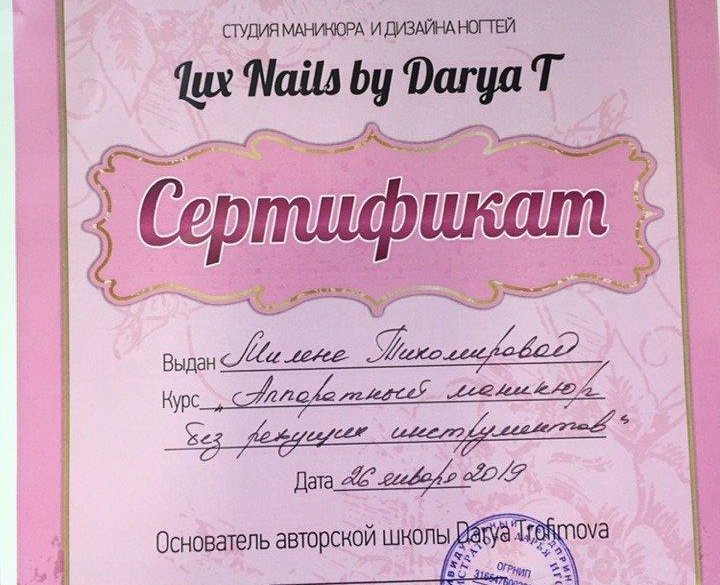 СТУДИЯ МАНИКЮРА И ДИЗАЙНА НОГТЕЙ
Lux Nails by Darya T
Сертификат
Выдан Милене Тихомировой
Курс „Аппаратный маникюр
без режущих инструментов"
Дата 26 января 2019
Основатель авторской школы Darya Trofimova
ОГРНИП